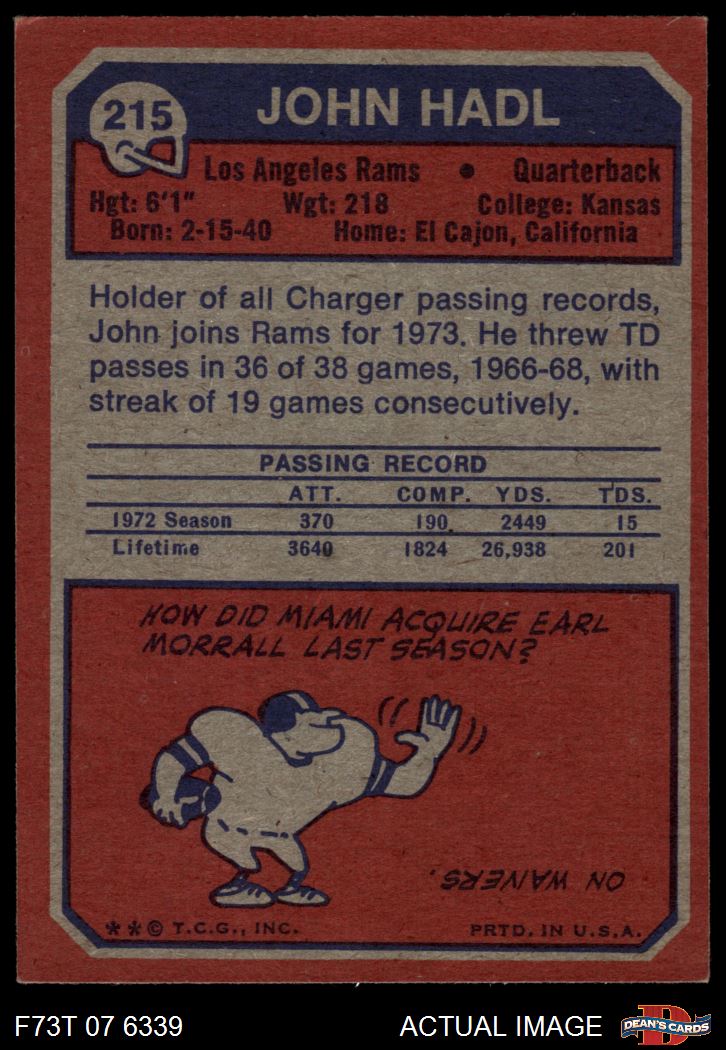 215 JOHN HADL
Los Angeles Rams • Quarterback
Hgt: 6'1" Wgt: 218 College: Kansas
Born: 2-15-40 Home: El Cajon, California
Holder of all Charger passing records,
John joins Rams for 1973. He threw TD
passes in 36 of 38 games, 1966-68, with
streak of 19 games consecutively.
PASSING RECORD
ATT. COMP. YDS. TDS.
1972 Season 370 190 2449 15
Lifetime 3640 1824 26,938 201
HOW DID MIAMI ACQUIRE EARL
MORRALL LAST SEASON?
ON WAIVERS.
**© T.C.G., INC. PRTD. IN U.S.A.
F73T 07 6339 ACTUAL IMAGE D DEAN'S CARDS